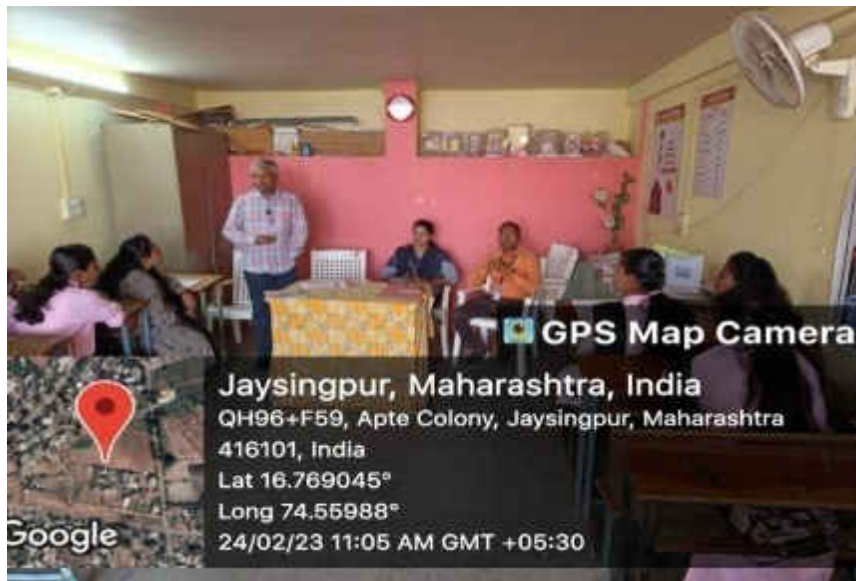 GPS Map Camera
Jaysingpur, Maharashtra, India
QH96+F59, Apte Colony, Jaysingpur, Maharashtra
416101, India
Lat 16.769045°
Long 74.55988°
24/02/23 11:05 AM GMT +05:30
Google